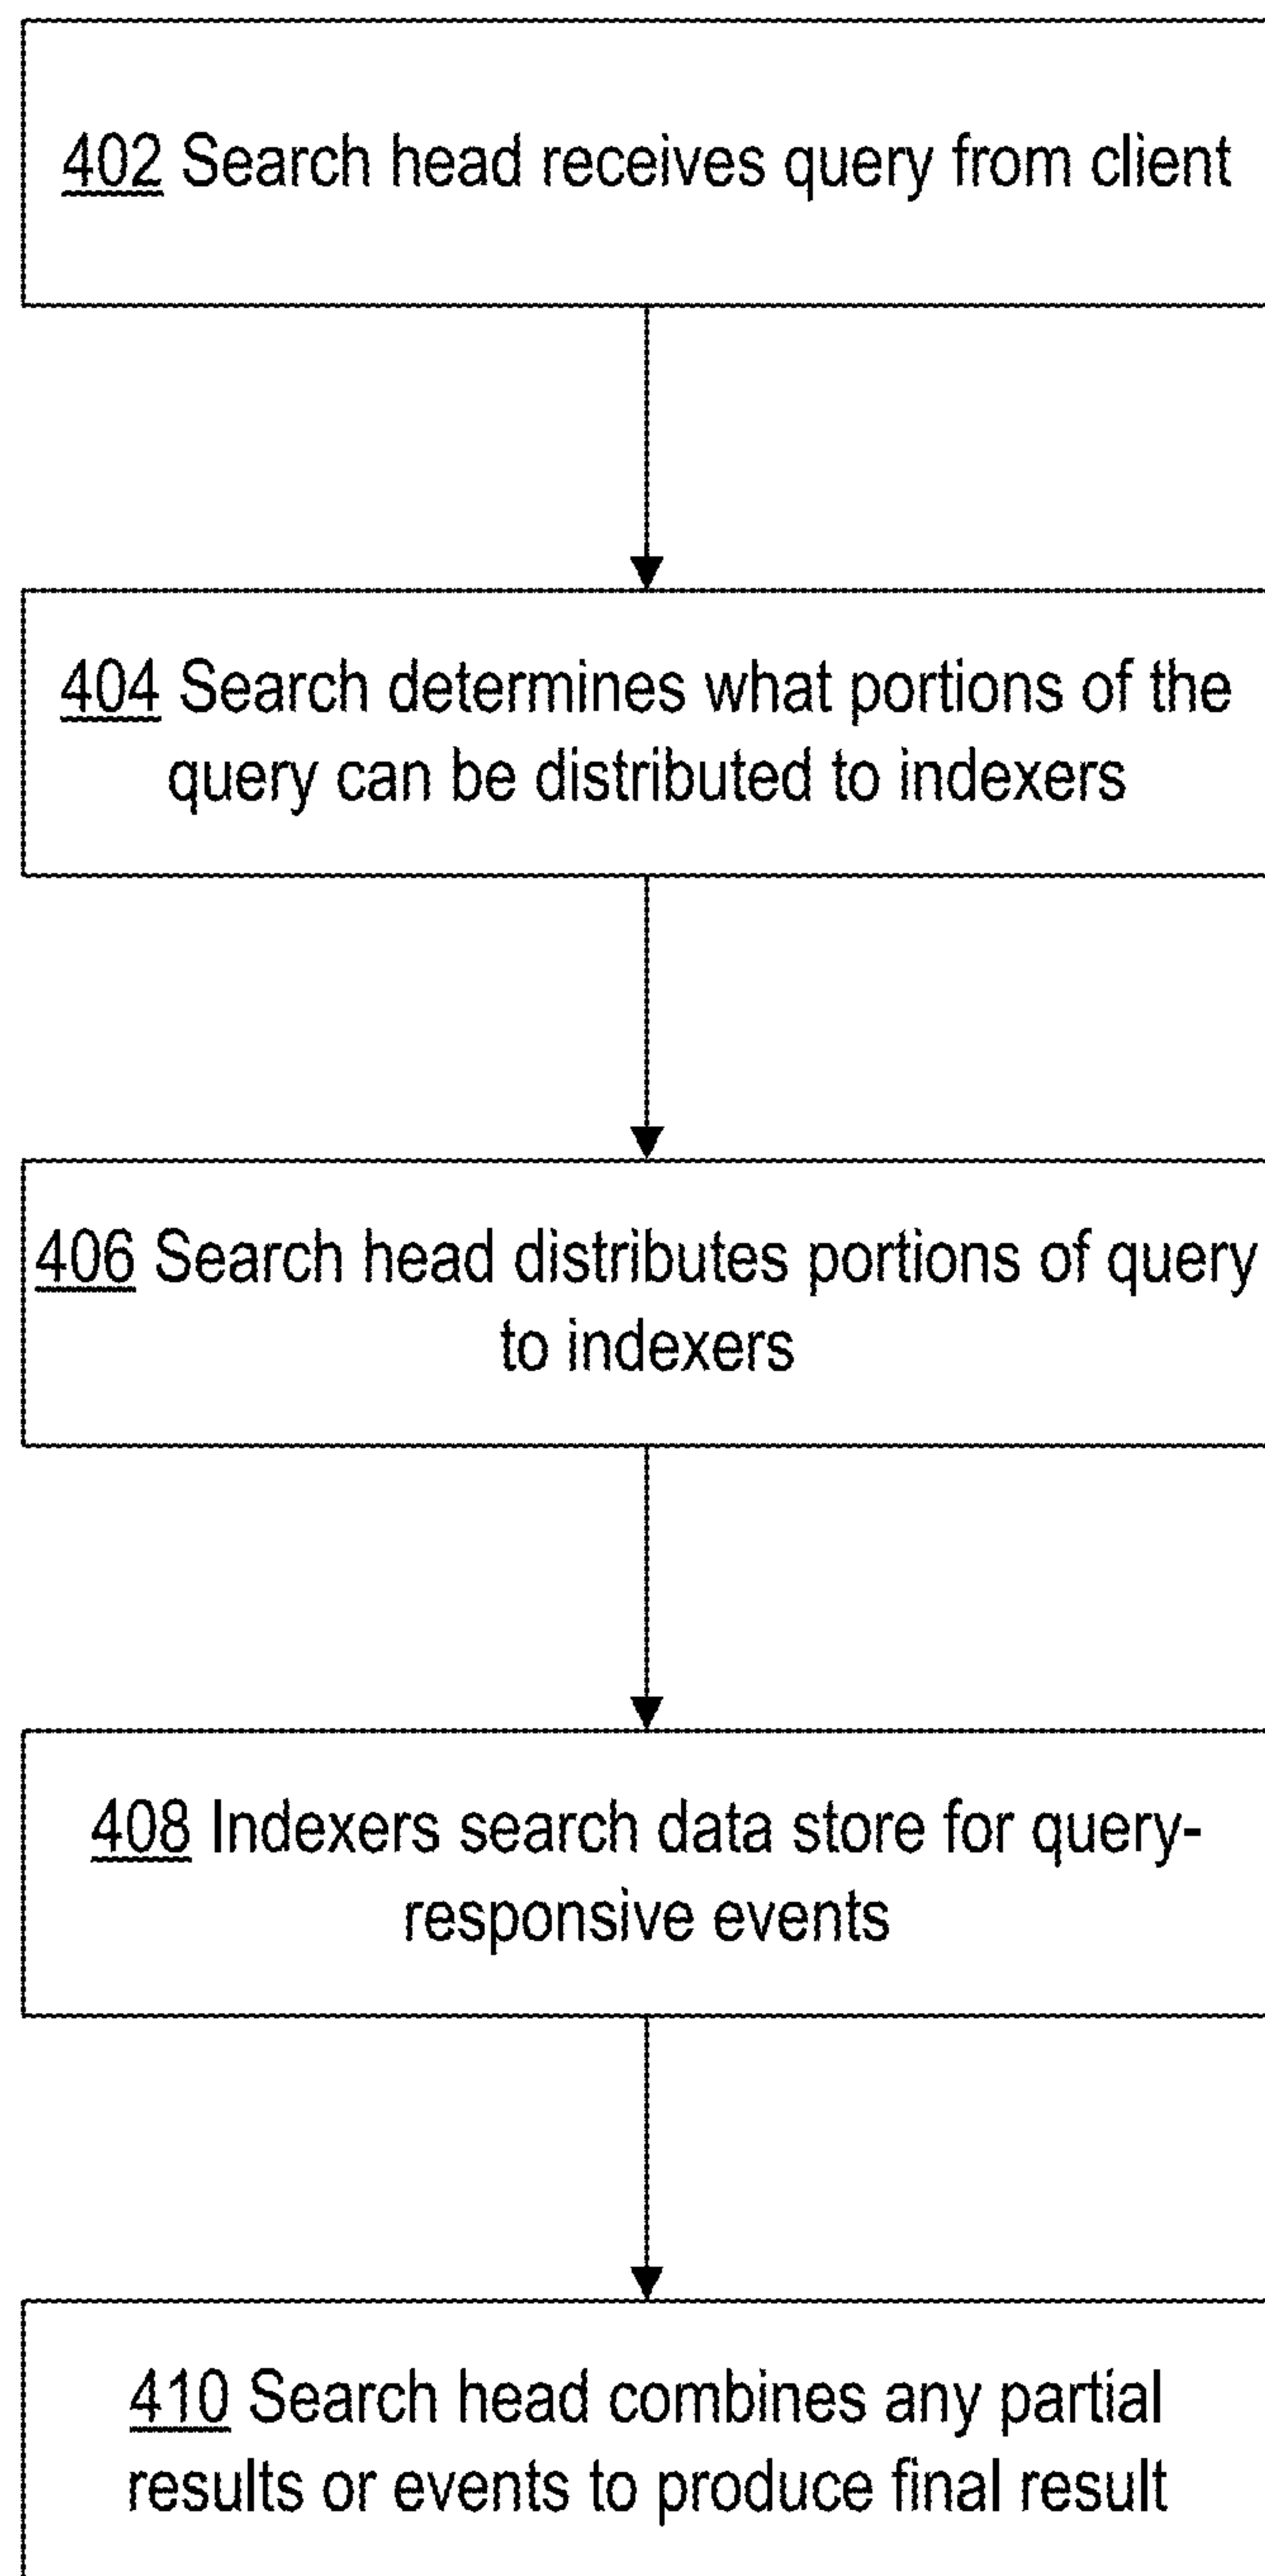 402 Search head receives query from client
404 Search determines what portions of the
query can be distributed to indexers
406 Search head distributes portions of query
to indexers
408 Indexers search data store for query-
responsive events
410 Search head combines any partial
results or events to produce final result